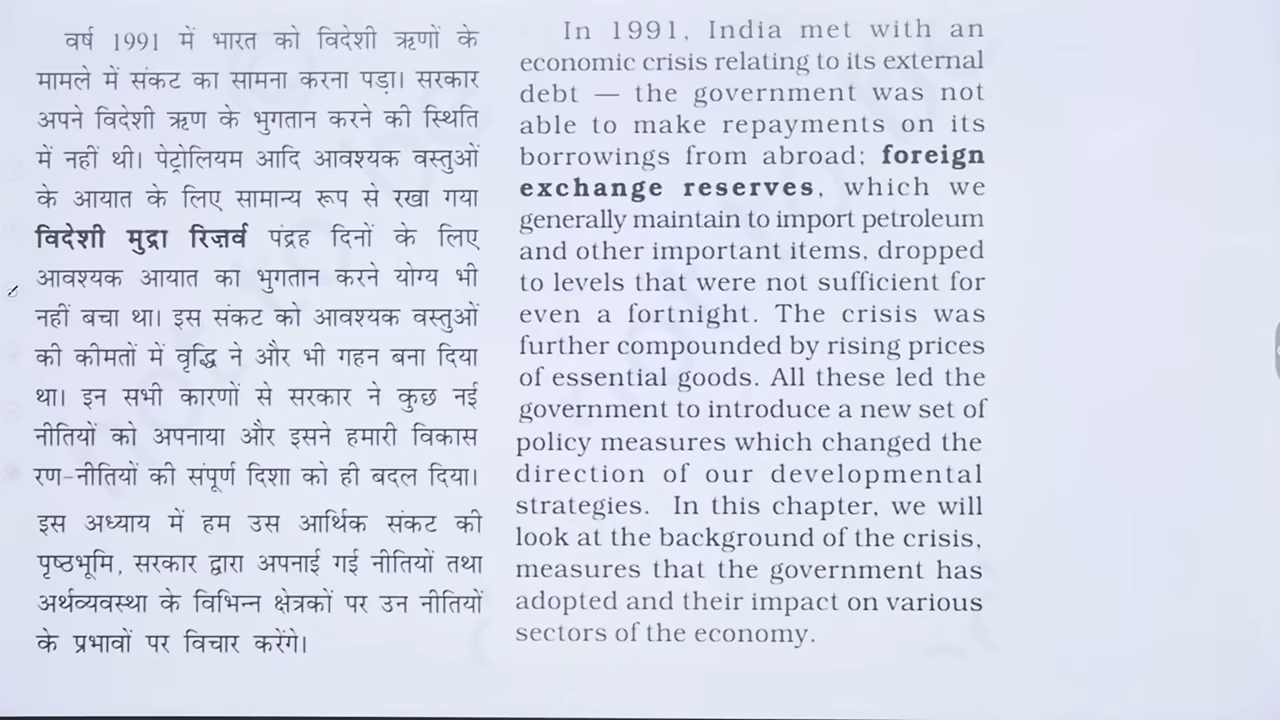 वर्ष 1991 में भारत को विदेशी ऋणों के
मामले में संकट का सामना करना पड़ा। सरकार
अपने विदेशी ऋण के भुगतान करने की स्थिति
में नहीं थी। पेट्रोलियम आदि आवश्यक वस्तुओं
के आयात के लिए सामान्य रूप से रखा गया
विदेशी मुद्रा रिज़र्व पंद्रह दिनों के लिए
आवश्यक आयात का भुगतान करने योग्य भी
नहीं बचा था। इस संकट को आवश्यक वस्तुओं
की कीमतों में वृद्धि ने और भी गहन बना दिया
था। इन सभी कारणों से सरकार ने कुछ नई
नीतियों को अपनाया और इसने हमारी विकास
रण-नीतियों की संपूर्ण दिशा को ही बदल दिया।
इस अध्याय में हम उस आर्थिक संकट की
पृष्ठभूमि, सरकार द्वारा अपनाई गई नीतियों तथा
अर्थव्यवस्था के विभिन्न क्षेत्रकों पर उन नीतियों
के प्रभावों पर विचार करेंगे।
In 1991, India met with an
economic crisis relating to its external
debt — the government was not
able to make repayments on its
borrowings from abroad; foreign
exchange reserves, which we
generally maintain to import petroleum
and other important items, dropped
to levels that were not sufficient for
even a fortnight. The crisis was
further compounded by rising prices
of essential goods. All these led the
government to introduce a new set of
policy measures which changed the
direction of our developmental
strategies. In this chapter, we will
look at the background of the crisis,
measures that the government has
adopted and their impact on various
sectors of the economy.